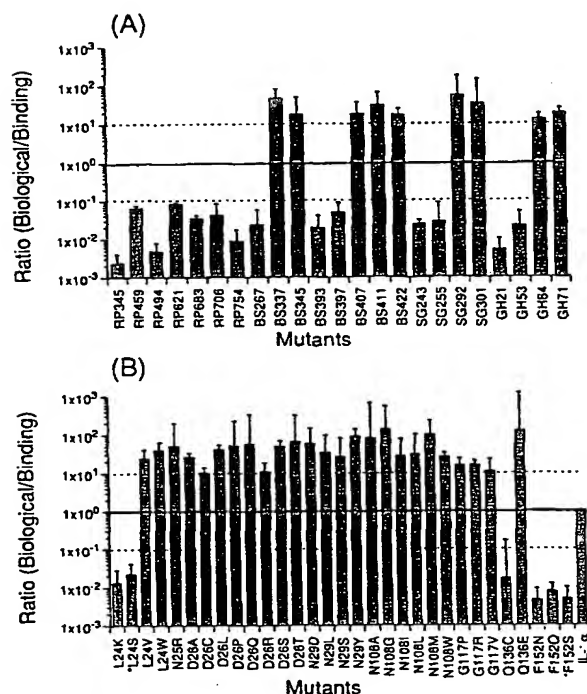 (A)
Ratio (Biological/Binding)
1x10³
1x10²
1x10¹
1x10⁰
1x10⁻¹
1x10⁻²
1x10⁻³
RP345
RP459
RP494
RP621
RP683
RP706
RP754
BS267
BS337
BS345
BS393
BS397
BS407
BS411
BS422
SG243
SG255
SG292
SG301
GH21
GH53
GH64
GH71
Mutants
(B)
Ratio (Biological/Binding)
1x10³
1x10²
1x10¹
1x10⁰
1x10⁻¹
1x10⁻²
1x10⁻³
L24K
*L24S
L24V
L24W
N25R
D26A
D26C
D26L
D26P
D26Q
D26R
D26S
D26T
N29D
N29L
N29S
N29Y
N108A
N108G
N108I
N108L
N108M
N108W
G117P
G117R
G117V
Q136C
Q136E
F152N
F152Q
*F152S
Mutants